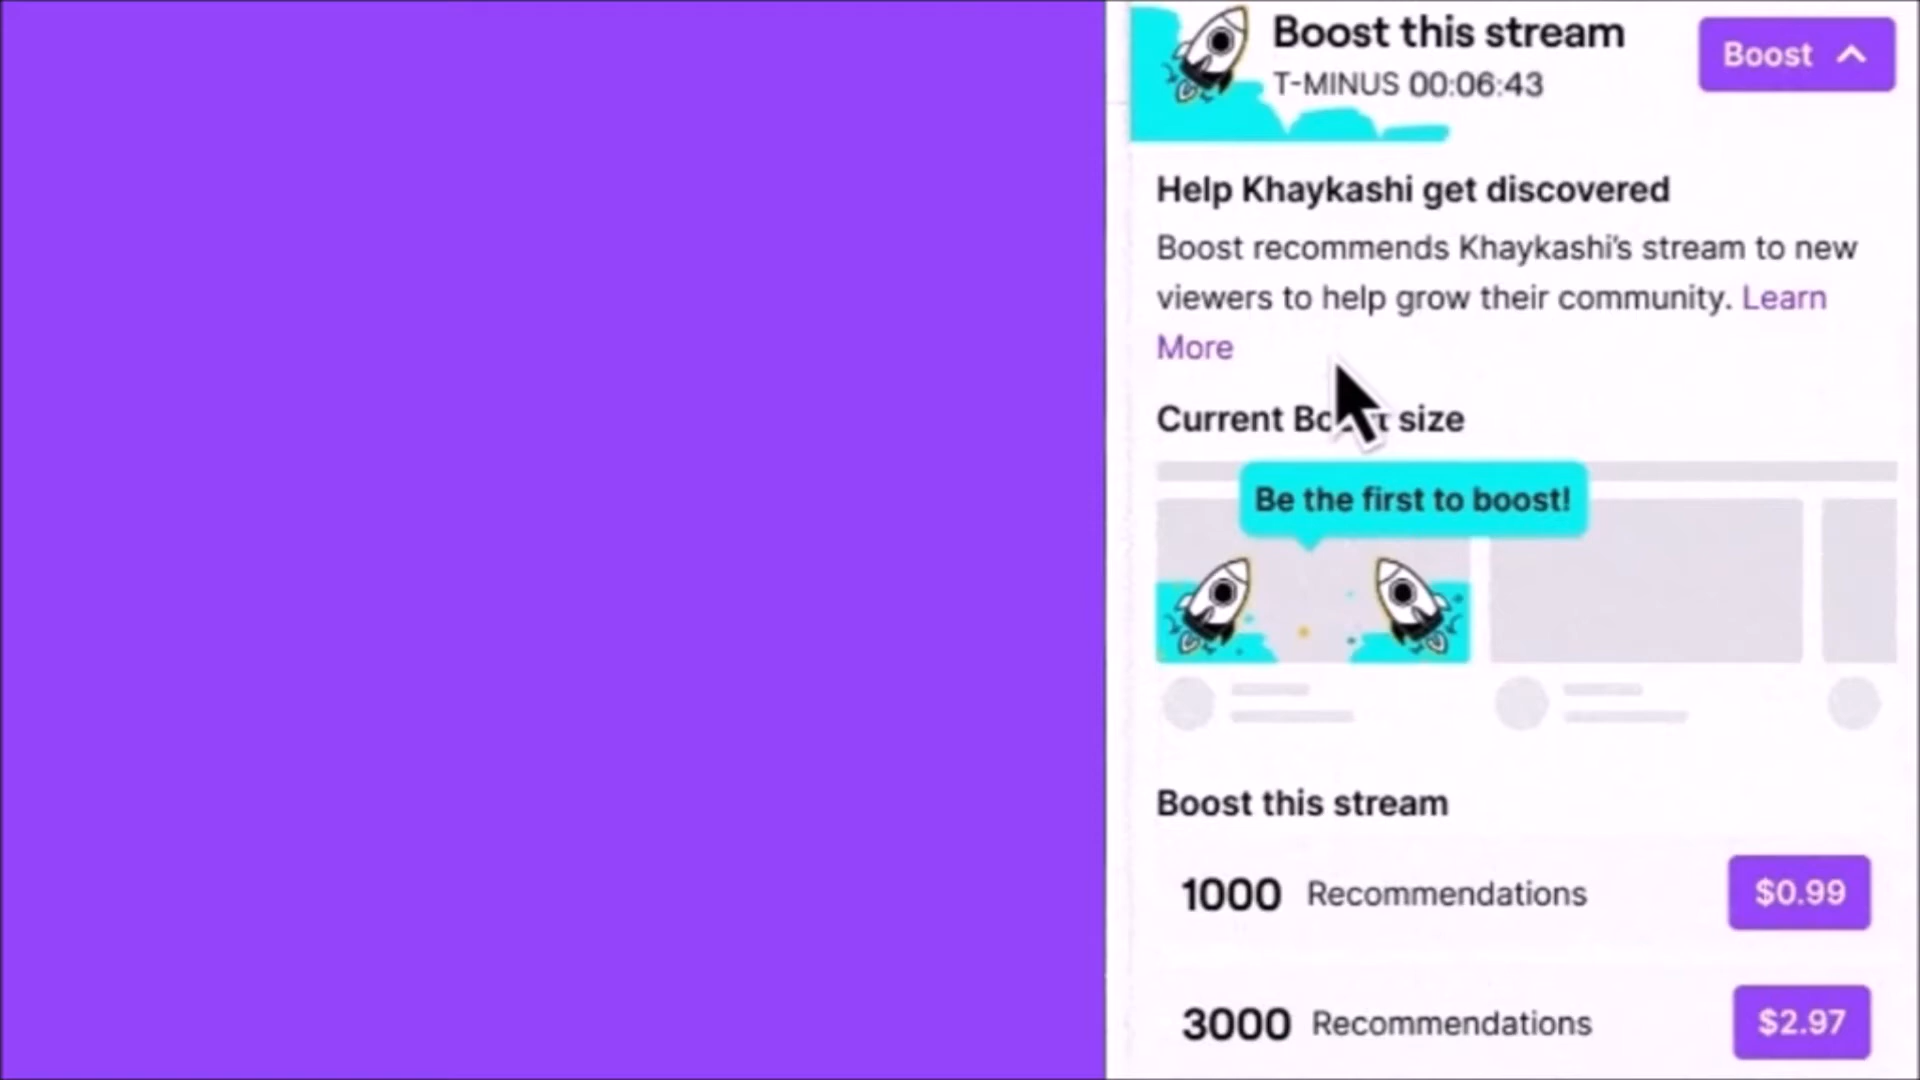 Boost this stream
T-MINUS 00:06:43
Boost
Help Khaykashi get discovered
Boost recommends Khaykashi's stream to new
viewers to help grow their community. Learn
More
Current Boost size
Be the first to boost!
Boost this stream
1000 Recommendations
$0.99
3000 Recommendations
$2.97